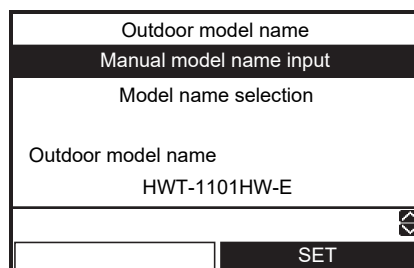 Outdoor model name
Manual model name input
Model name selection
Outdoor model name
HWT-1101HW-E
SET